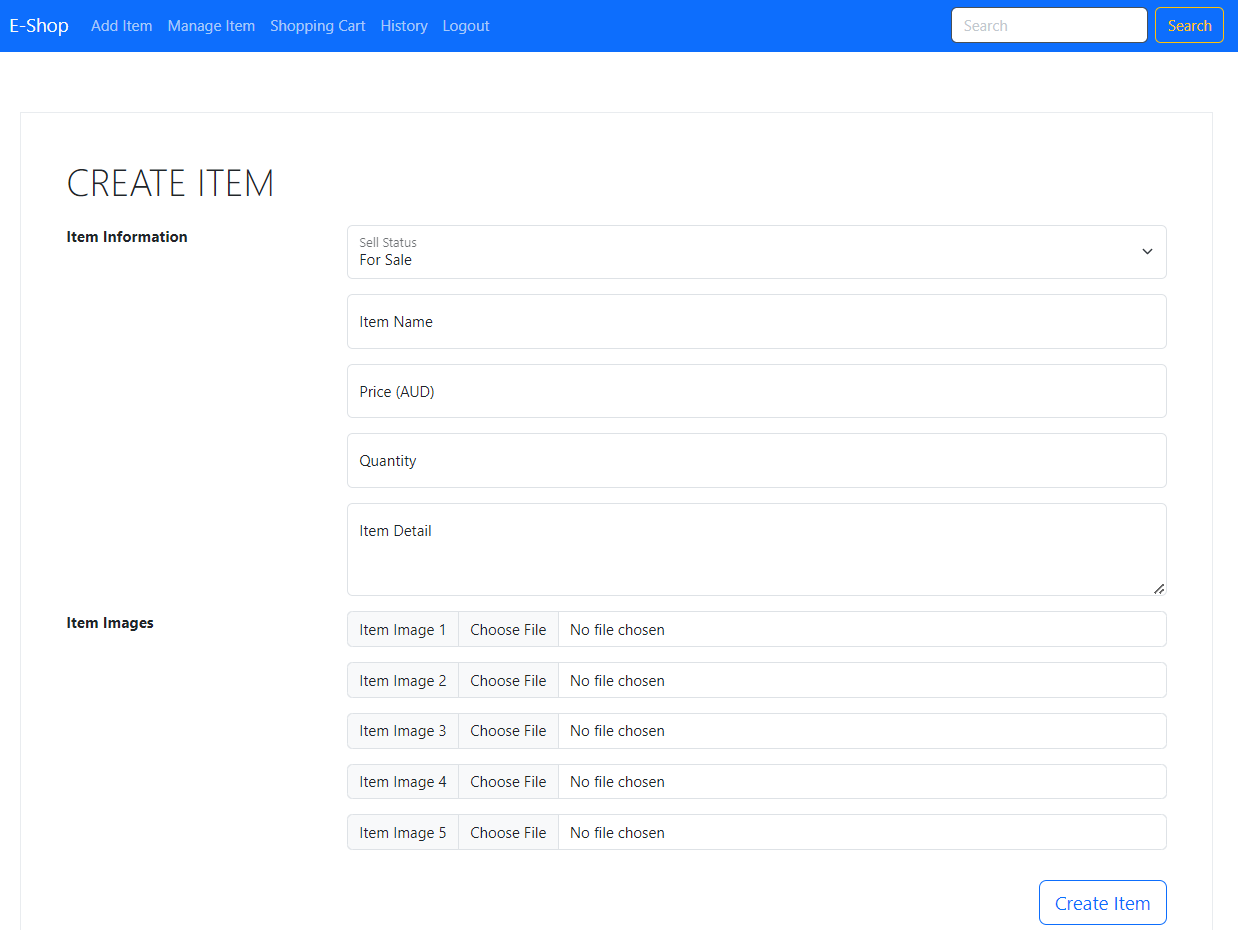 E-Shop Add Item Manage Item Shopping Cart History Logout Search Search
CREATE ITEM
Item Information
Sell Status
For Sale
Item Name
Price (AUD)
Quantity
Item Detail
Item Images
Item Image 1 Choose File No file chosen
Item Image 2 Choose File No file chosen
Item Image 3 Choose File No file chosen
Item Image 4 Choose File No file chosen
Item Image 5 Choose File No file chosen
Create Item